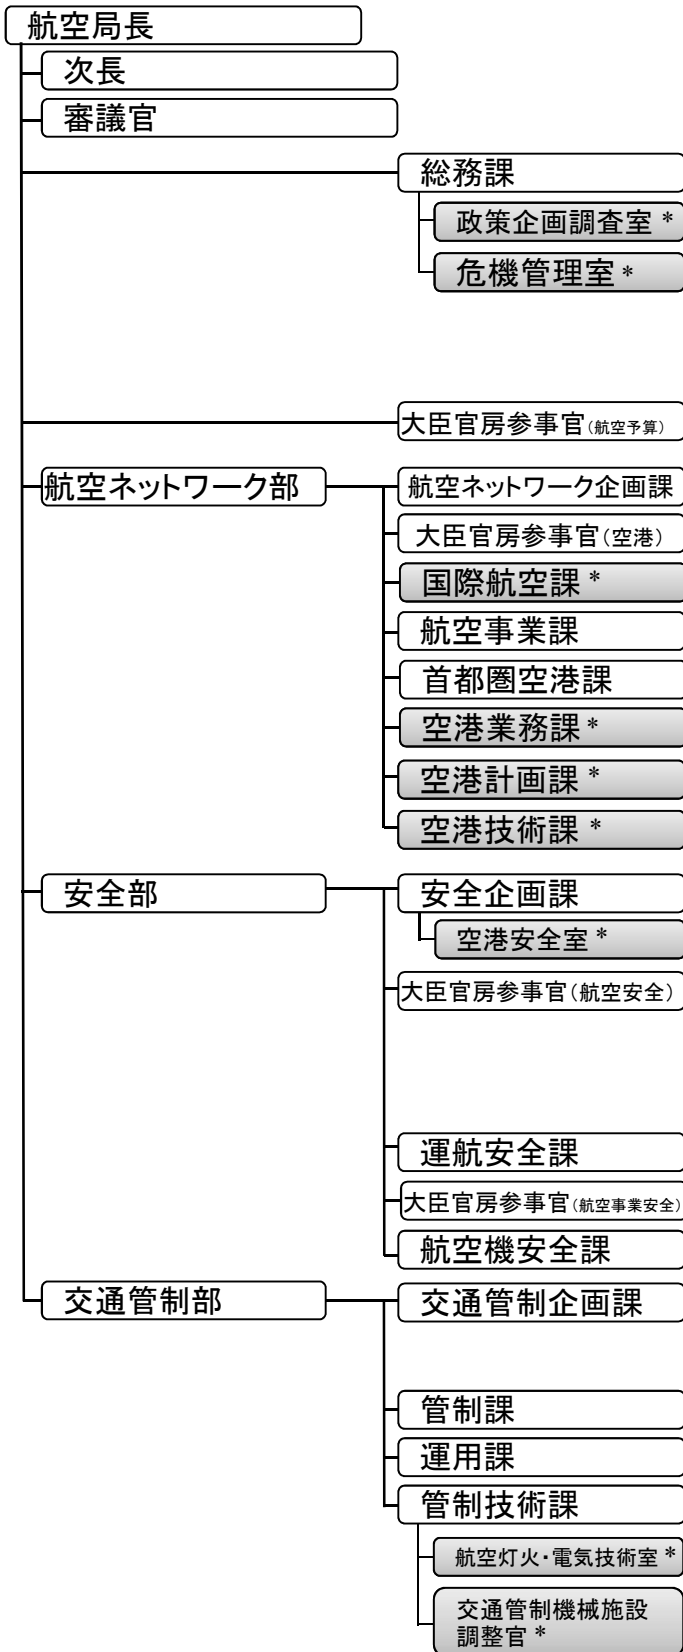 航空局長
次長
審議官
総務課
政策企画調査室 *
危機管理室 *
大臣官房参事官(航空予算)
航空ネットワーク部
航空ネットワーク企画課
大臣官房参事官(空港)
国際航空課 *
航空事業課
首都圏空港課
空港業務課 *
空港計画課 *
空港技術課 *
安全部
安全企画課
空港安全室 *
大臣官房参事官(航空安全)
運航安全課
大臣官房参事官(航空事業安全)
航空機安全課
交通管制部
交通管制企画課
管制課
運用課
管制技術課
航空灯火・電気技術室 *
交通管制機械施設
調整官 *